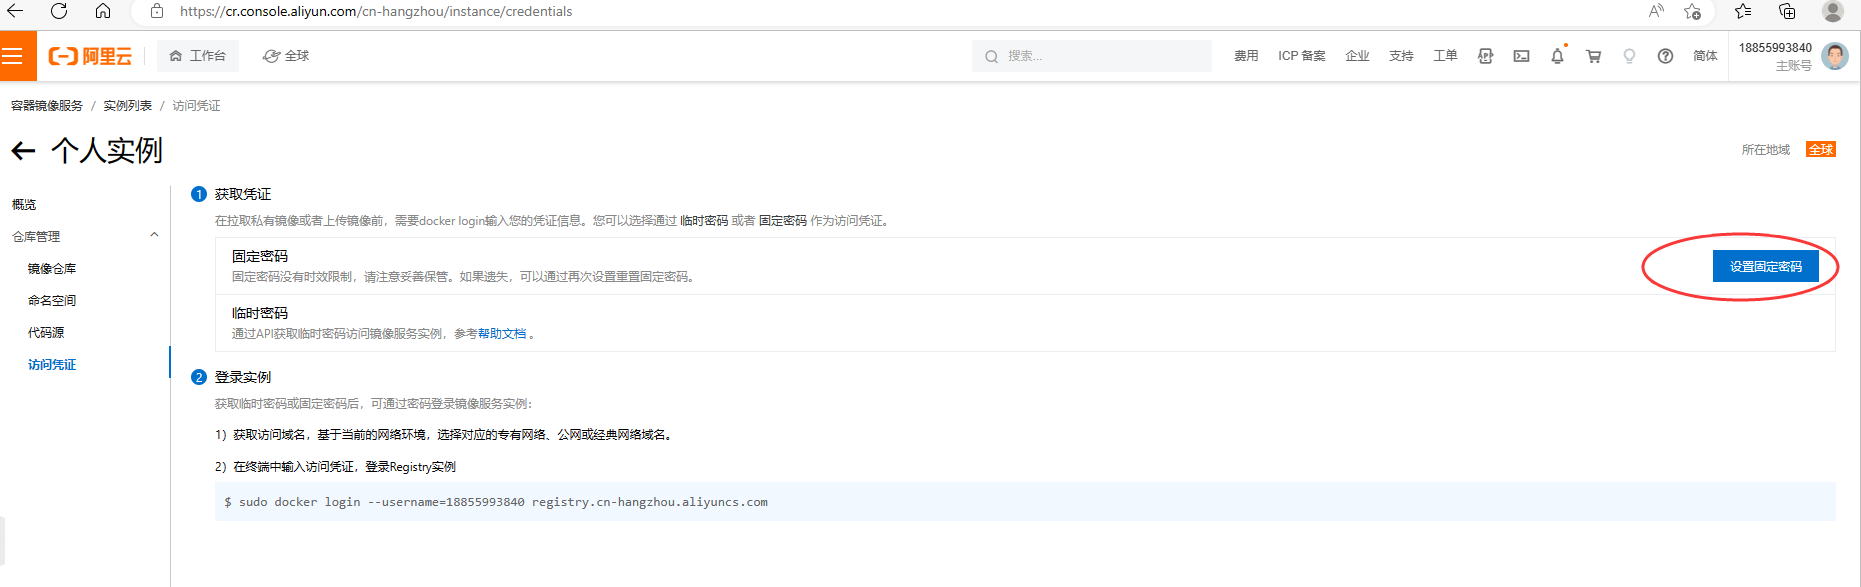 https://cr.console.aliyun.com/cn-hangzhou/instance/credentials
阿里云 工作台 全球 搜索... 费用 ICP 备案 企业 支持 工单 简体 18855993840
主账号
容器镜像服务 / 实例列表 / 访问凭证
个人实例 所在地域 全球
概览
仓库管理
镜像仓库
命名空间
代码源
访问凭证
1 获取凭证
在拉取私有镜像或者上传镜像前，需要docker login输入您的凭证信息。您可以选择通过 临时密码 或者 固定密码 作为访问凭证。
固定密码
固定密码没有时效限制，请注意妥善保管。如果遗失，可以通过再次设置重置固定密码。
设置固定密码
临时密码
通过API获取临时密码访问镜像服务实例，参考帮助文档 。
2 登录实例
获取临时密码或固定密码后，可通过密码登录镜像服务实例：
1）获取访问域名，基于当前的网络环境，选择对应的专有网络、公网或经典网络域名。
2）在终端中输入访问凭证，登录Registry实例
$ sudo docker login --username=18855993840 registry.cn-hangzhou.aliyuncs.com